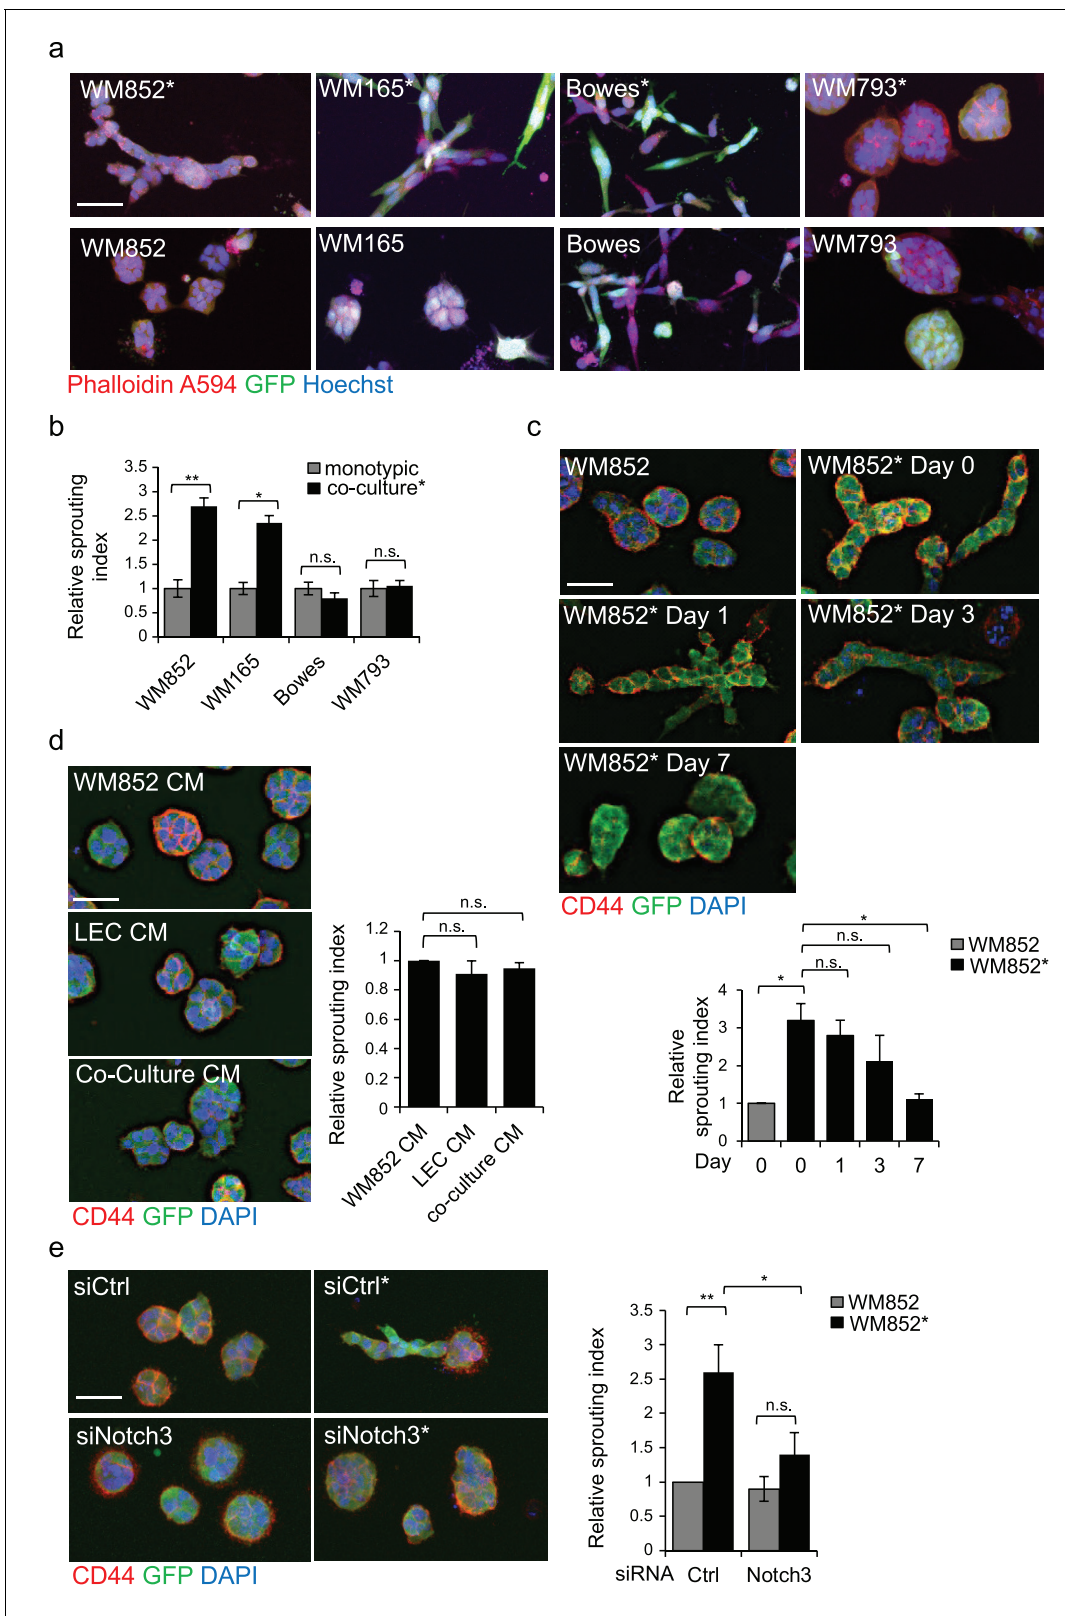 a
WM852*
WM165*
Bowes*
WM793*
WM852
WM165
Bowes
WM793
Phalloidin A594 GFP Hoechst
b
Relative sprouting
index
3.5
3
2.5
2
1.5
1
0.5
0
monotypic
co-culture*
**
*
n.s.
n.s.
WM852
WM165
Bowes
WM793
c
WM852
WM852* Day 0
WM852* Day 1
WM852* Day 3
WM852* Day 7
CD44 GFP DAPI
Relative
sprouting index
4
3
2
1
0
*
n.s.
n.s.
*
WM852
WM852*
Day 0 0 1 3 7
d
WM852 CM
LEC CM
Co-Culture CM
CD44 GFP DAPI
Relative sprouting index
1.2
1
0.8
0.6
0.4
0.2
0
n.s.
n.s.
WM852 CM
LEC CM
co-culture CM
e
siCtrl
siCtrl*
siNotch3
siNotch3*
CD44 GFP DAPI
Relative sprouting index
3.5
3
2.5
2
1.5
1
0.5
0
*
**
n.s.
WM852
WM852*
siRNA Ctrl Notch3